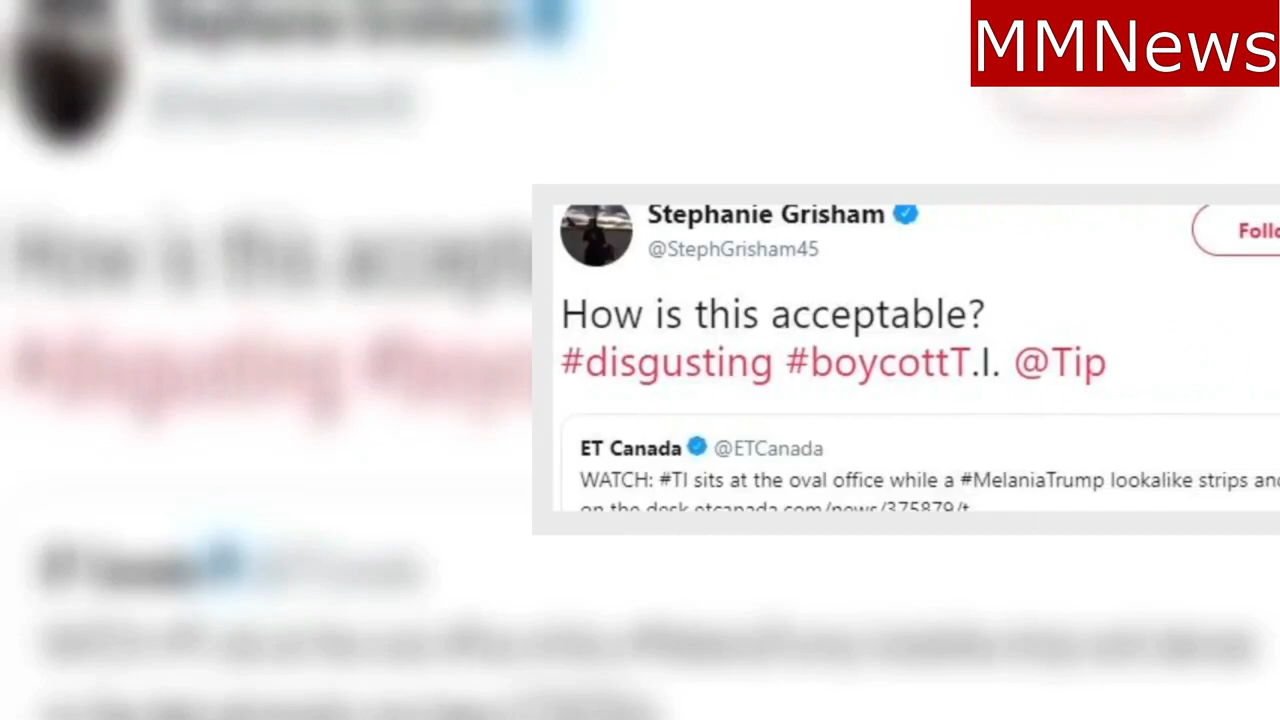 MMNews
Stephanie Grisham
@StephGrisham45
Follo
How is this acceptable?
#disgusting #boycottT.I. @Tip
ET Canada @ETCanada
WATCH: #TI sits at the oval office while a #MelaniaTrump lookalike strips and
on the desk etcanada.com/news/375879/t